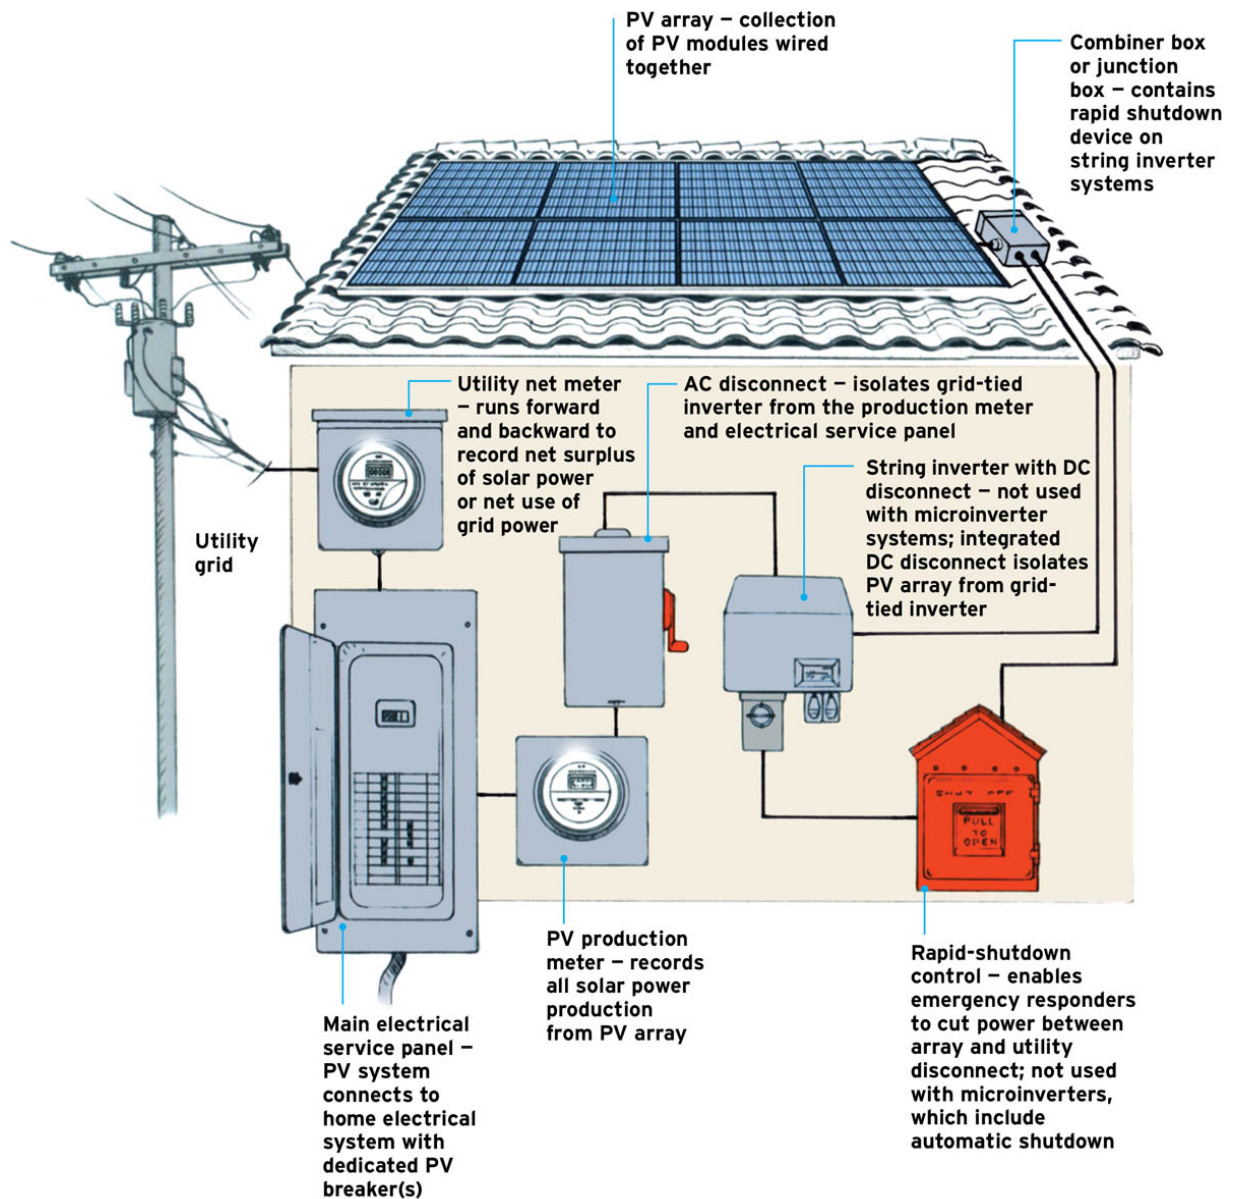 PV array – collection
of PV modules wired
together
Combiner box
or junction
box – contains
rapid shutdown
device on
string inverter
systems
Utility net meter
– runs forward
and backward to
record net surplus
of solar power
or net use of
grid power
AC disconnect – isolates grid-tied
inverter from the production meter
and electrical service panel
String inverter with DC
disconnect – not used
with microinverter
systems; integrated
DC disconnect isolates
PV array from grid-
tied inverter
Utility
grid
SHUT OFF
PULL
TO
OPEN
PV production
meter – records
all solar power
production
from PV array
Rapid-shutdown
control – enables
emergency responders
to cut power between
array and utility
disconnect; not used
with microinverters,
which include
automatic shutdown
Main electrical
service panel –
PV system
connects to
home electrical
system with
dedicated PV
breaker(s)